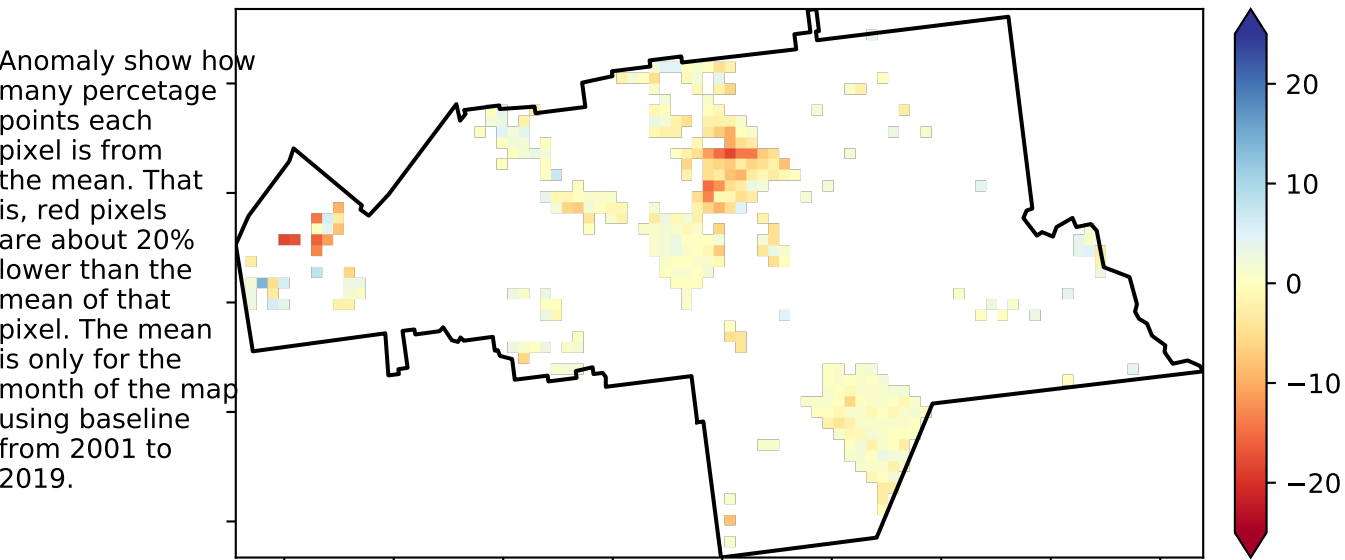 Anomaly show how
many percetage
points each
pixel is from
the mean. That
is, red pixels
are about 20%
lower than the
mean of that
pixel. The mean
is only for the
month of the map
using baseline
from 2001 to
2019.
20
10
0
−10
−20